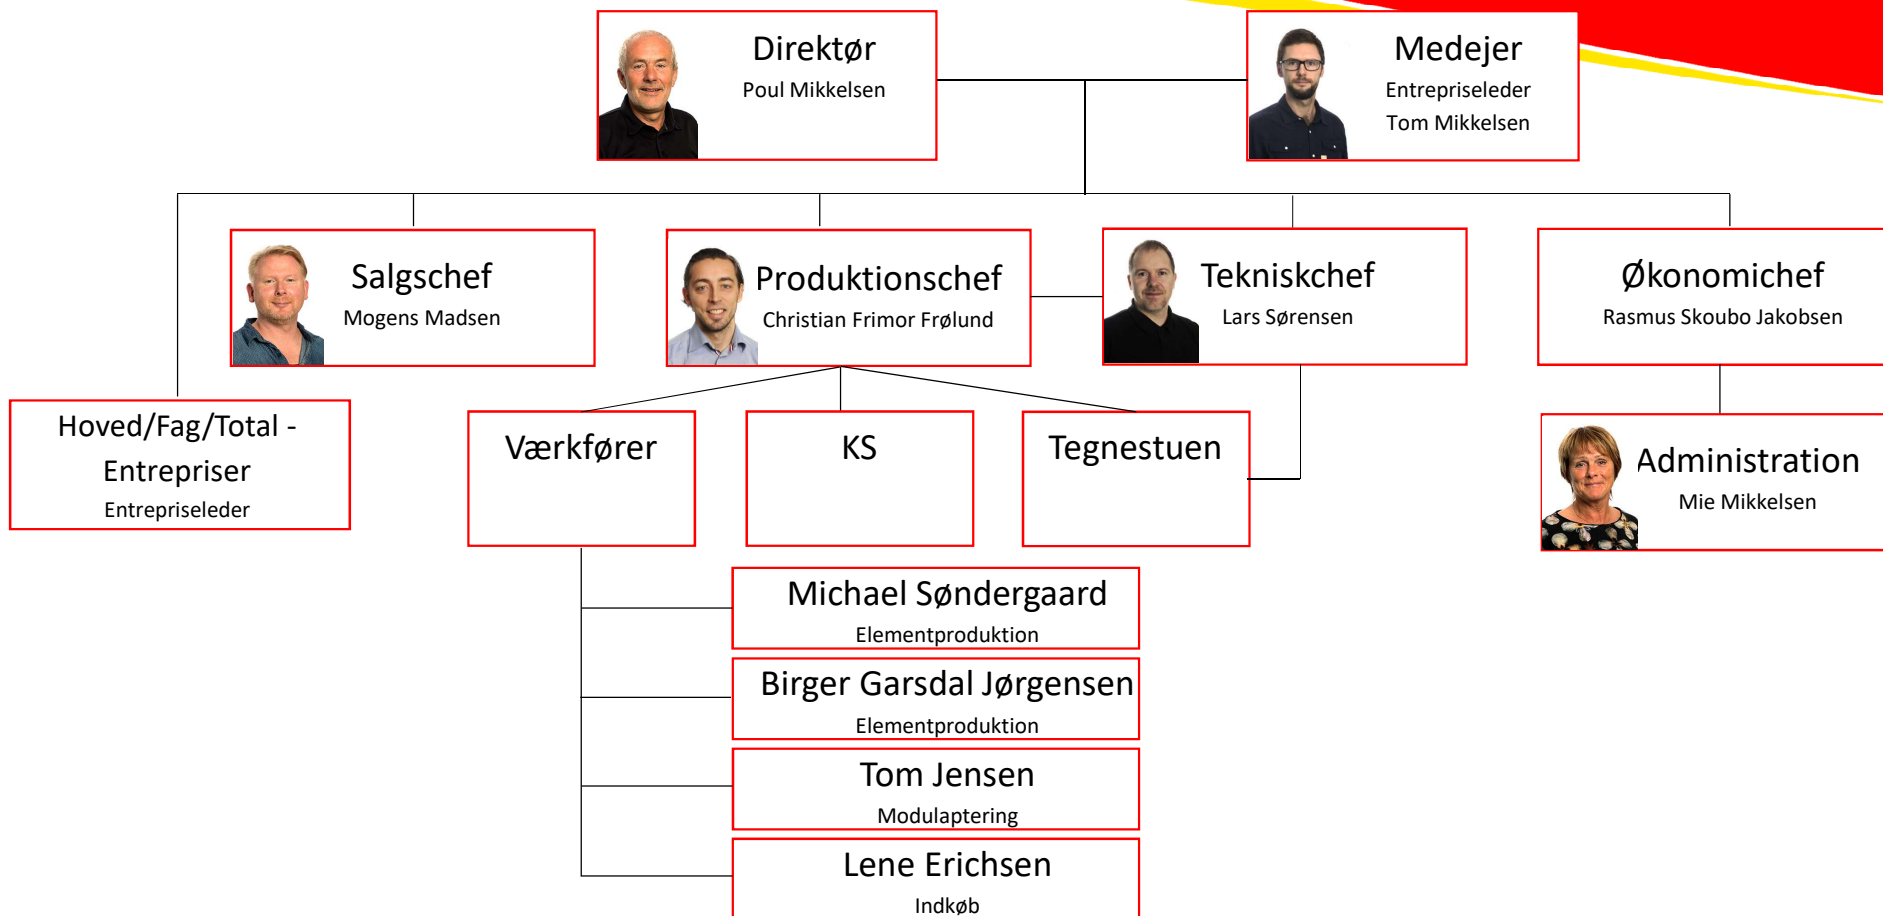 Direktør
Poul Mikkelsen
Medejer
Entrepriseleder
Tom Mikkelsen
Salgschef
Mogens Madsen
Produktionschef
Christian Frimor Frølund
Tekniskchef
Lars Sørensen
Økonomichef
Rasmus Skoubo Jakobsen
Hoved/Fag/Total -
Entrepriser
Entrepriseleder
Værkfører
KS
Tegnestuen
Administration
Mie Mikkelsen
Michael Søndergaard
Elementproduktion
Birger Garsdal Jørgensen
Elementproduktion
Tom Jensen
Modulaptering
Lene Erichsen
Indkøb